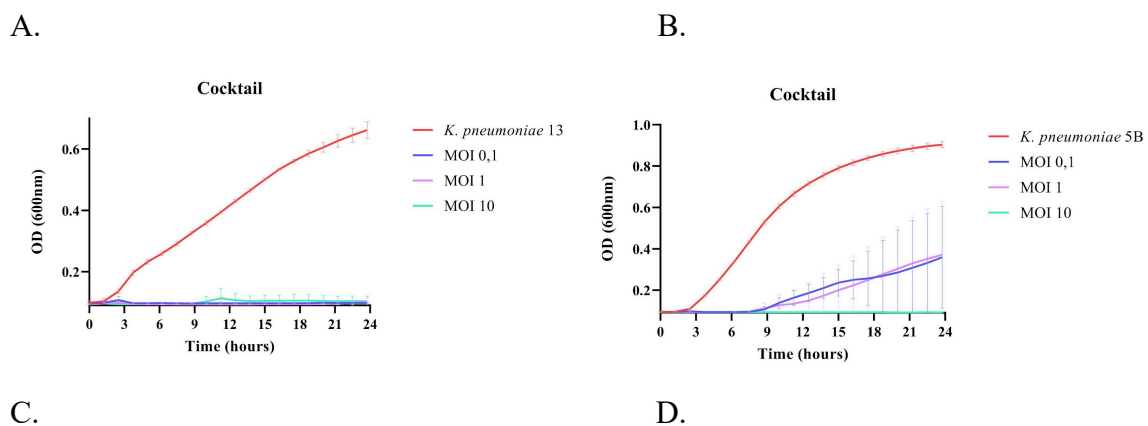 A.
B.
Cocktail
K. pneumoniae 13
MOI 0,1
MOI 1
MOI 10
OD (600nm)
0.6
0.4
0.2
0 3 6 9 12 15 18 21 24
Time (hours)
Cocktail
K. pneumoniae 5B
MOI 0,1
MOI 1
MOI 10
OD (600nm)
1.0
0.8
0.6
0.4
0.2
0 3 6 9 12 15 18 21 24
Time (hours)
C.
D.